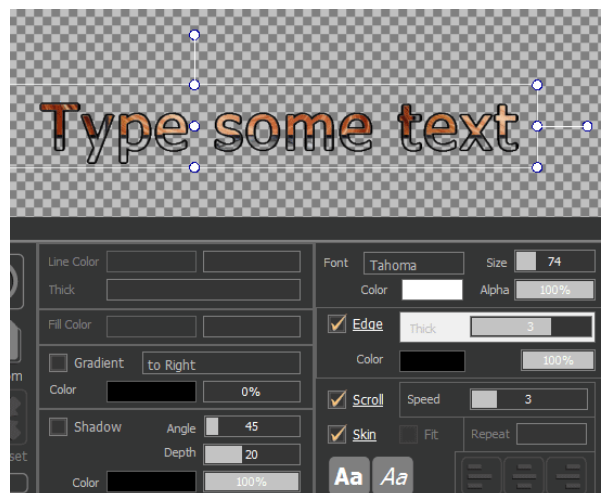 Type some text
Line Color
Thick
Fill Color
Gradient to Right
Color 0%
Shadow Angle 45
Depth 20
Color 100%
Font Tahoma Size 74
Color Alpha 100%
Edge Thick 3
Color 100%
Scroll Speed 3
Skin Fit Repeat
Aa Aa